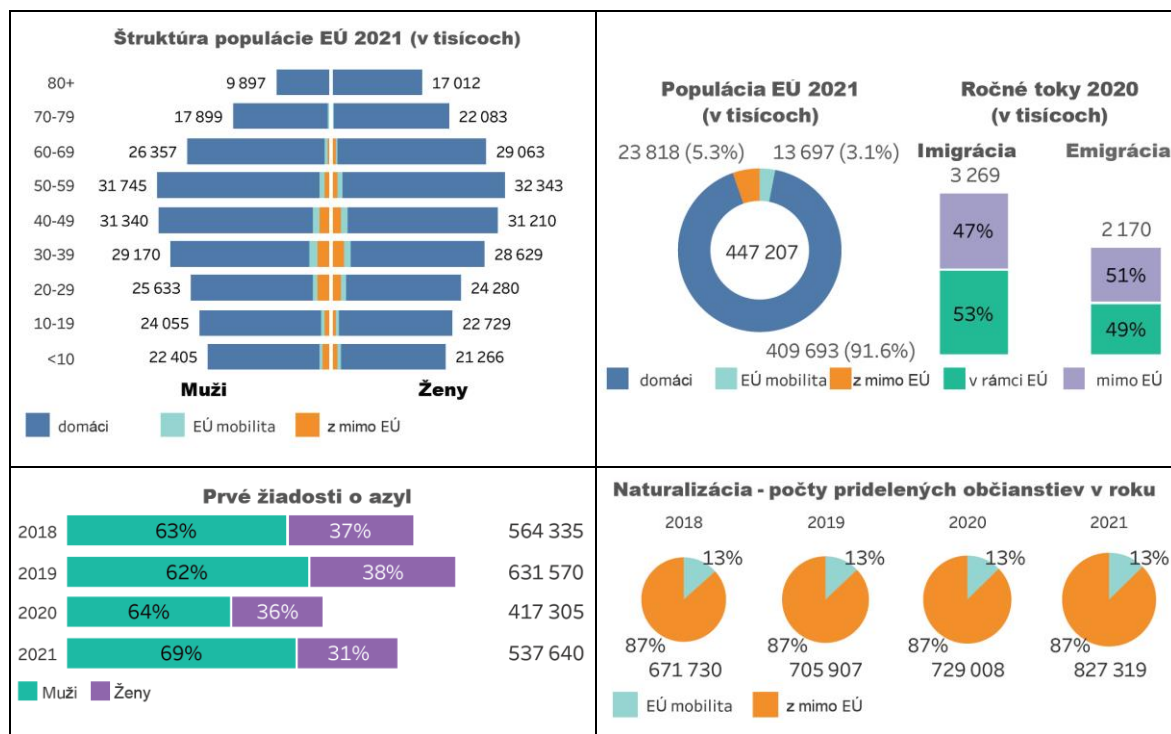 Štruktúra populácie EÚ 2021 (v tisícoch)
80+ 9 897 17 012
70-79 17 899 22 083
60-69 26 357 29 063
50-59 31 745 32 343
40-49 31 340 31 210
30-39 29 170 28 629
20-29 25 633 24 280
10-19 24 055 22 729
<10 22 405 21 266
Muži Ženy
domáci EÚ mobilita z mimo EÚ
Populácia EÚ 2021
(v tisícoch)
23 818 (5.3%) 13 697 (3.1%)
447 207
409 693 (91.6%)
domáci EÚ mobilita z mimo EÚ v rámci EÚ mimo EÚ
Ročné toky 2020
(v tisícoch)
Imigrácia Emigrácia
3 269
47%
53%
2 170
51%
49%
Prvé žiadosti o azyl
2018 63% 37% 564 335
2019 62% 38% 631 570
2020 64% 36% 417 305
2021 69% 31% 537 640
Muži Ženy
Naturalizácia - počty pridelených občianstiev v roku
2018 2019 2020 2021
13% 13% 13% 13%
87% 87% 87% 87%
671 730 705 907 729 008 827 319
EÚ mobilita z mimo EÚ